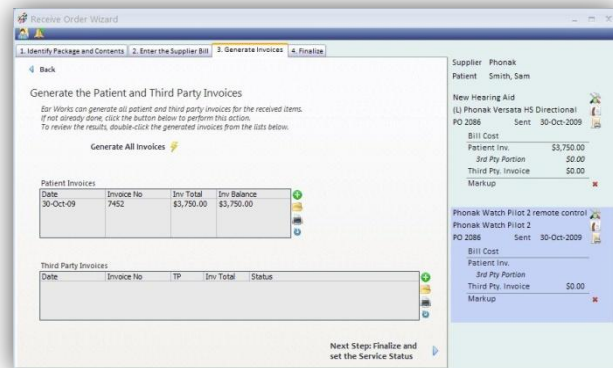 Receive Order Wizard
1. Identify Package and Contents 2. Enter the Supplier Bill 3. Generate Invoices 4. Finalize
Back
Generate the Patient and Third Party Invoices
Ear Works can generate all patient and third party invoices for the received items.
If not already done, click the button below to perform this action.
To review the results, double-click the generated invoices from the lists below.
Generate All Invoices
Patient Invoices
Date Invoice No Inv Total Inv Balance
30-Oct-09 7452 $3,750.00 $3,750.00
Third Party Invoices
Date Invoice No TP Inv Total Status
Next Step: Finalize and
set the Service Status
Supplier Phonak
Patient Smith, Sam
New Hearing Aid
(L) Phonak Versata HS Directional
PO 2086 Sent 30-Oct-2009
Bill Cost
Patient Inv. $3,750.00
3rd Pty Portion $0.00
Third Pty. Invoice $0.00
Markup
Phonak Watch Pilot 2 remote control
Phonak Watch Pilot 2
PO 2086 Sent 30-Oct-2009
Bill Cost
Patient Inv.
3rd Pty Portion
Third Pty. Invoice $0.00
Markup